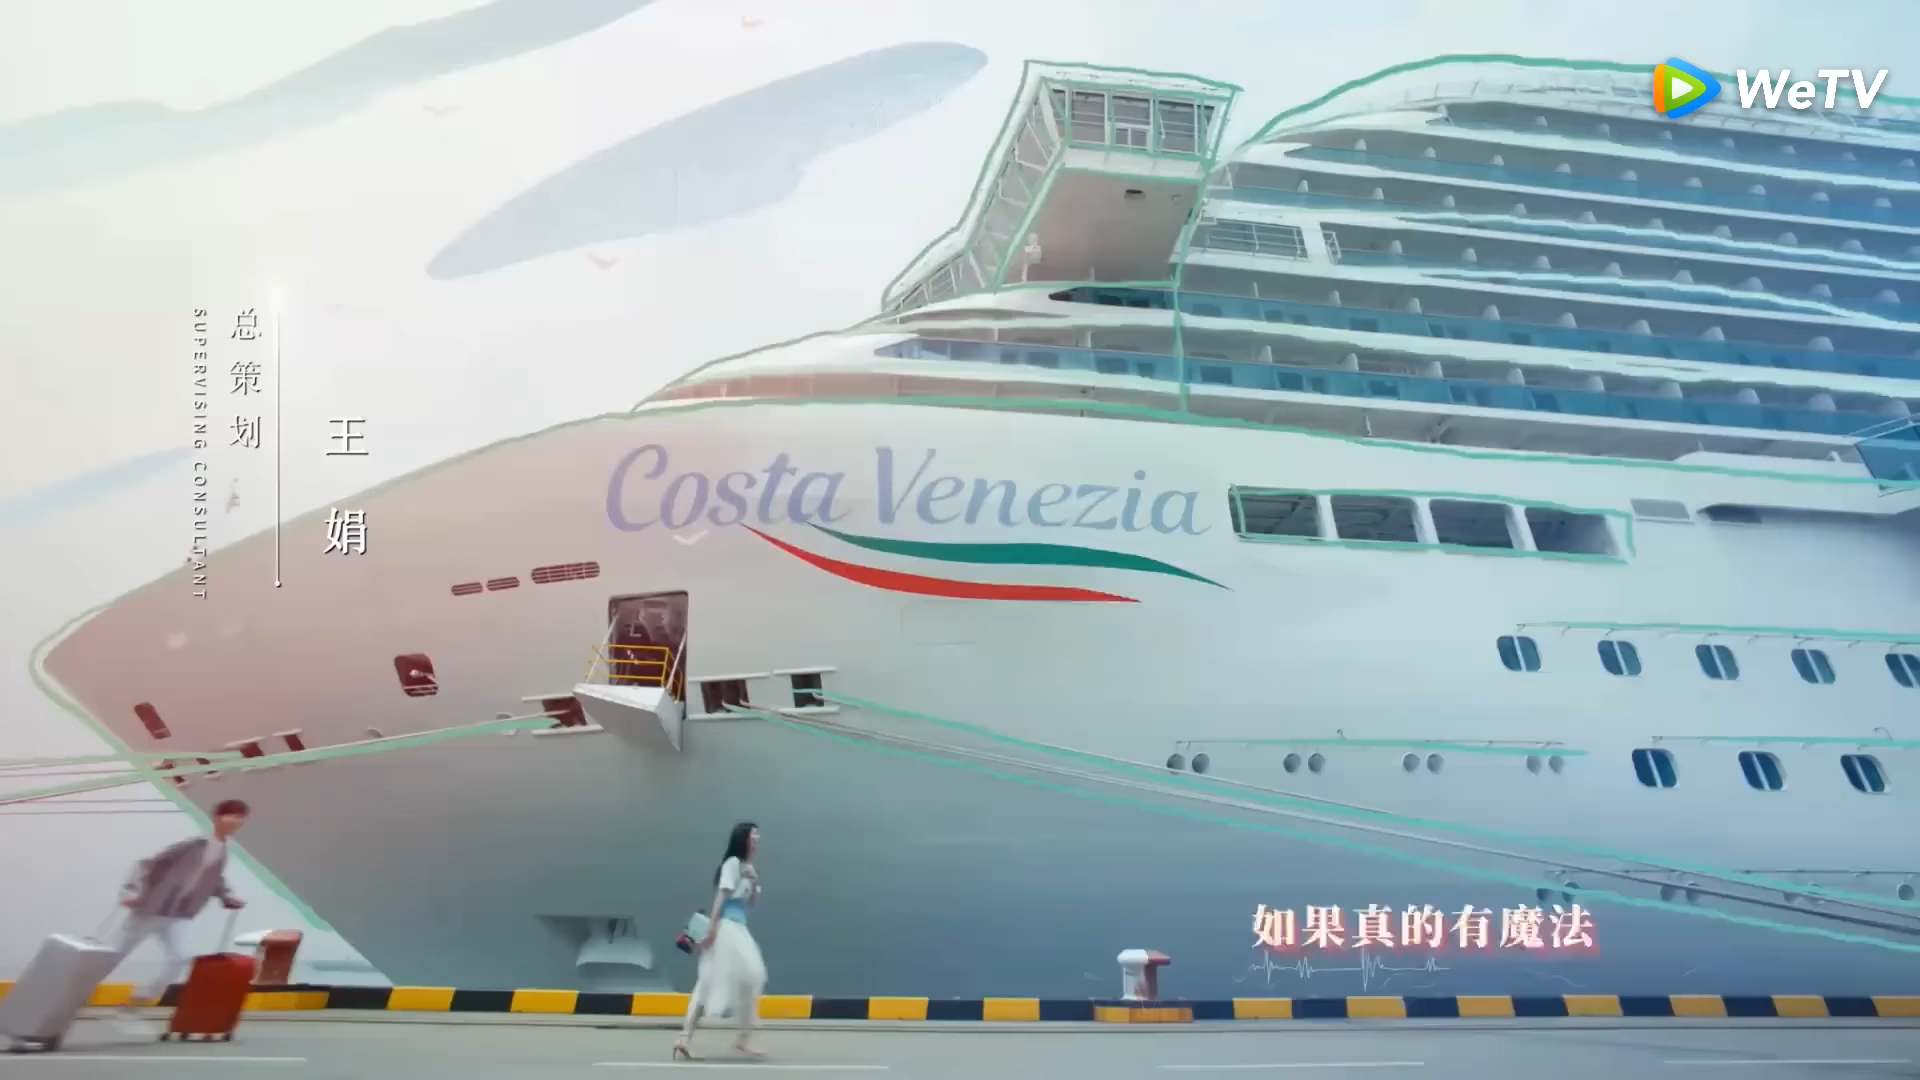 WeTV
总策划
SUPERVISING CONSULTANT
王娟
Costa Venezia
如果真的有魔法